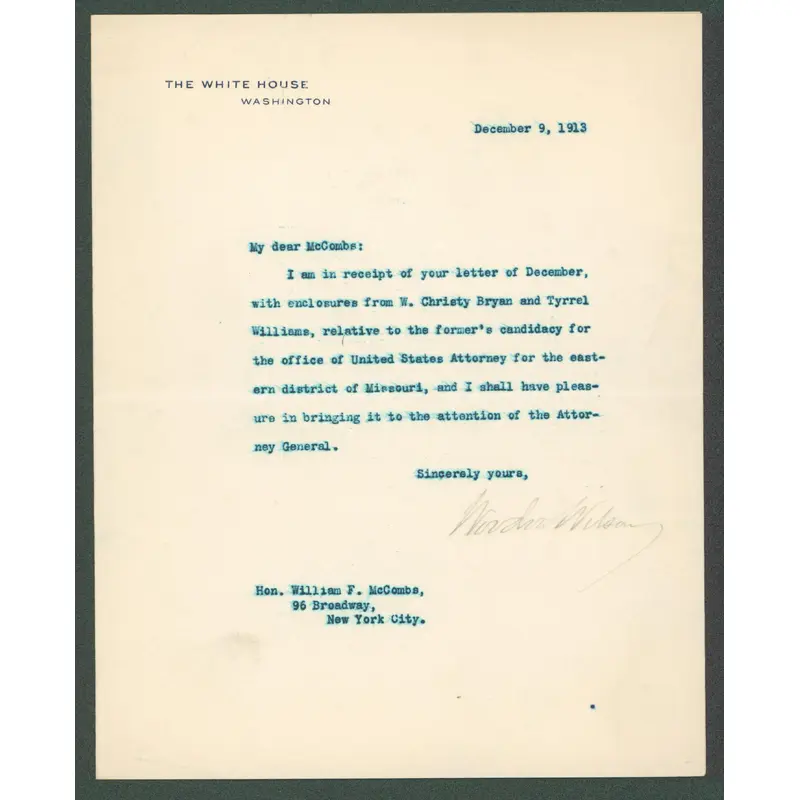 THE WHITE HOUSE
WASHINGTON
December 9, 1913
My dear McCombs:
I am in receipt of your letter of December,
with enclosures from W. Christy Bryan and Tyrrel
Williams, relative to the former's candidacy for
the office of United States Attorney for the east-
ern district of Missouri, and I shall have pleas-
ure in bringing it to the attention of the Attor-
ney General.
Sincerely yours,
Woodrow Wilson
Hon. William F. McCombs,
96 Broadway,
New York City.